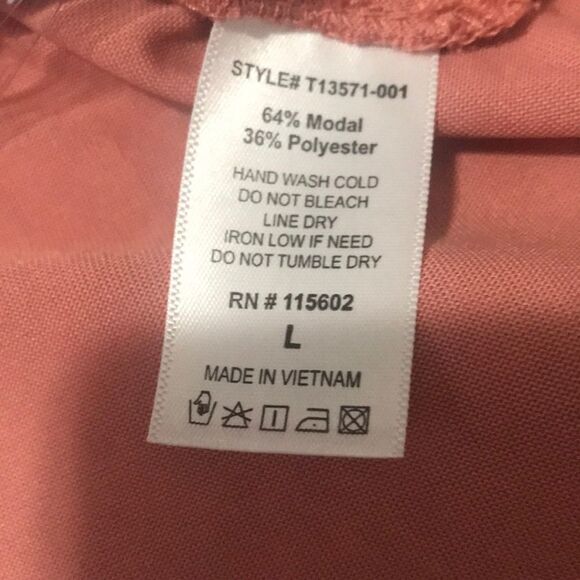 STYLE# T13571-001
64% Modal
36% Polyester
HAND WASH COLD
DO NOT BLEACH
LINE DRY
IRON LOW IF NEED
DO NOT TUMBLE DRY
RN # 115602
L
MADE IN VIETNAM